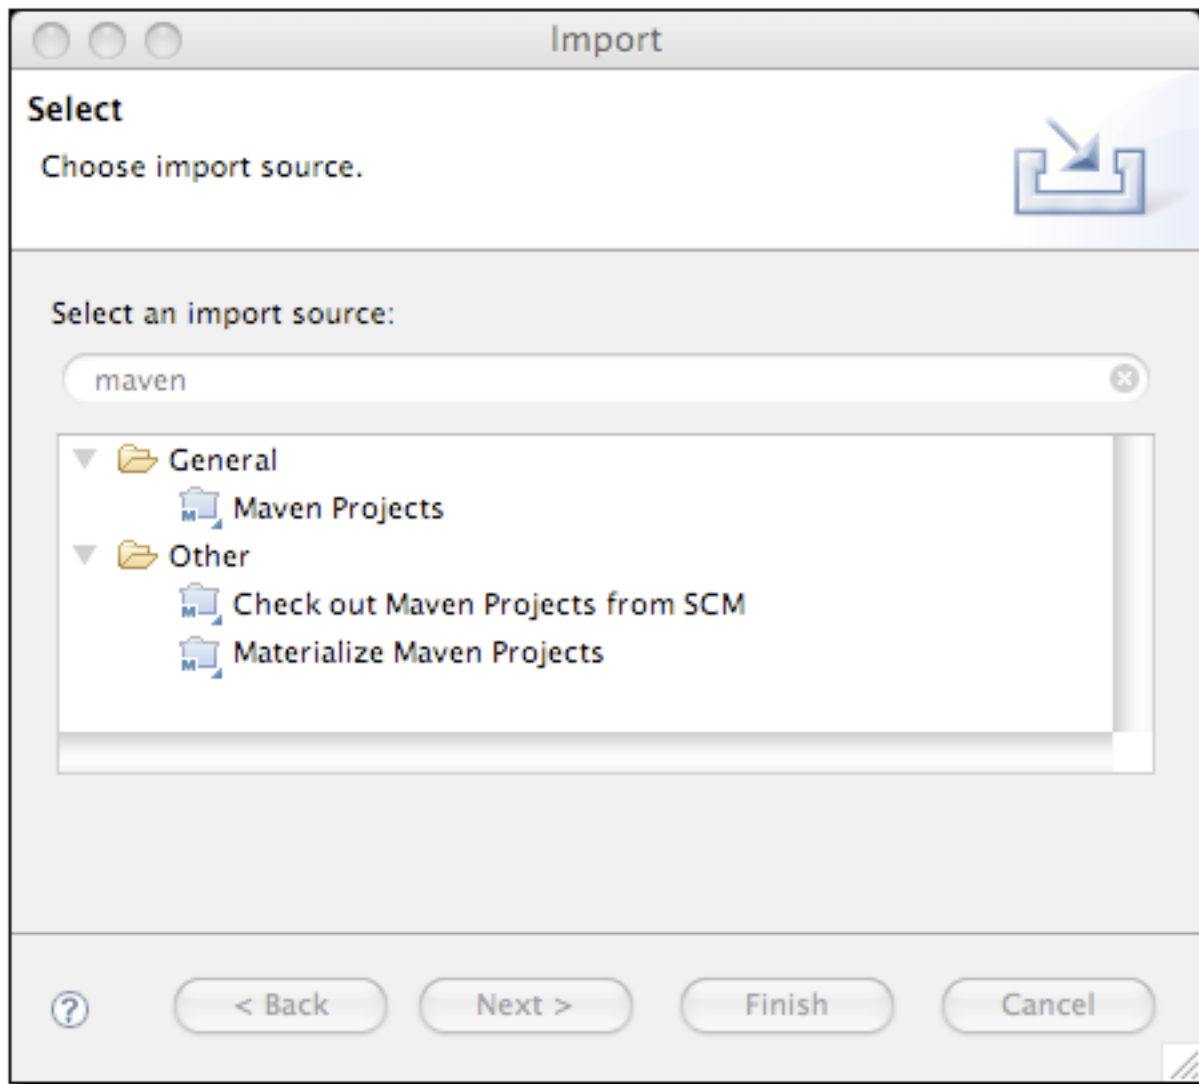 Import
Select
Choose import source.
Select an import source:
maven
General
Maven Projects
Other
Check out Maven Projects from SCM
Materialize Maven Projects
? < Back Next > Finish Cancel